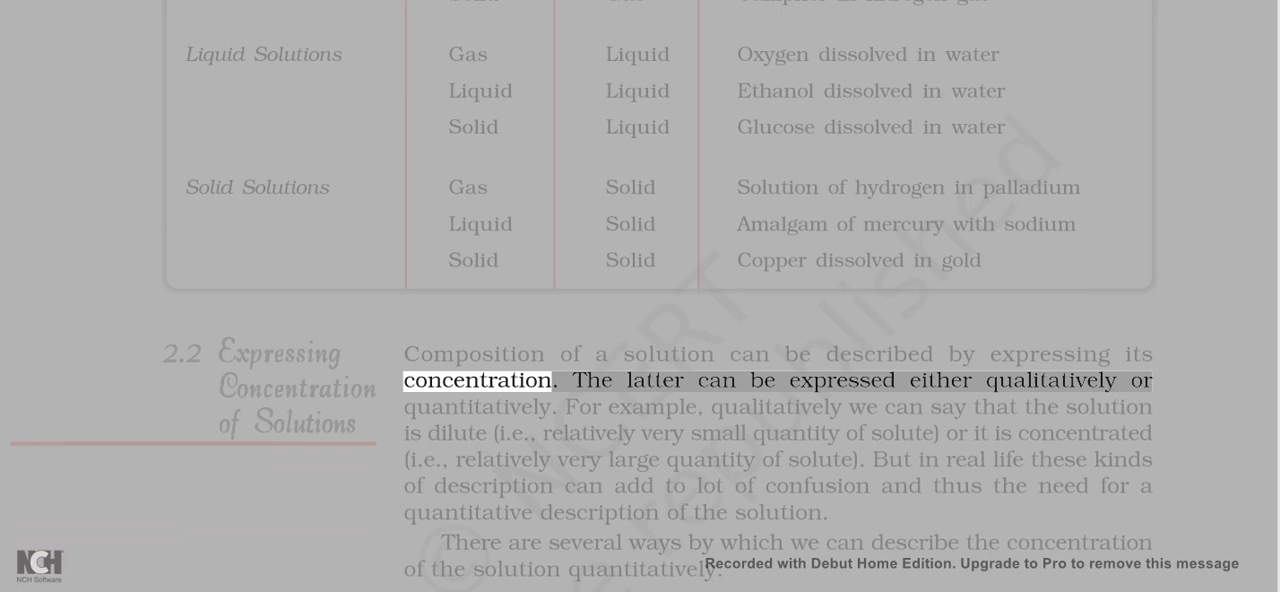 Liquid Solutions Gas Liquid Oxygen dissolved in water
Liquid Liquid Ethanol dissolved in water
Solid Liquid Glucose dissolved in water
Solid Solutions Gas Solid Solution of hydrogen in palladium
Liquid Solid Amalgam of mercury with sodium
Solid Solid Copper dissolved in gold
2.2 Expressing
Concentration
of Solutions
Composition of a solution can be described by expressing its
concentration. The latter can be expressed either qualitatively or
quantitatively. For example, qualitatively we can say that the solution
is dilute (i.e., relatively very small quantity of solute) or it is concentrated
(i.e., relatively very large quantity of solute). But in real life these kinds
of description can add to lot of confusion and thus the need for a
quantitative description of the solution.
There are several ways by which we can describe the concentration
of the solution quantitatively.
© NCERT
republished
NCH
NCH Software
Recorded with Debut Home Edition. Upgrade to Pro to remove this message